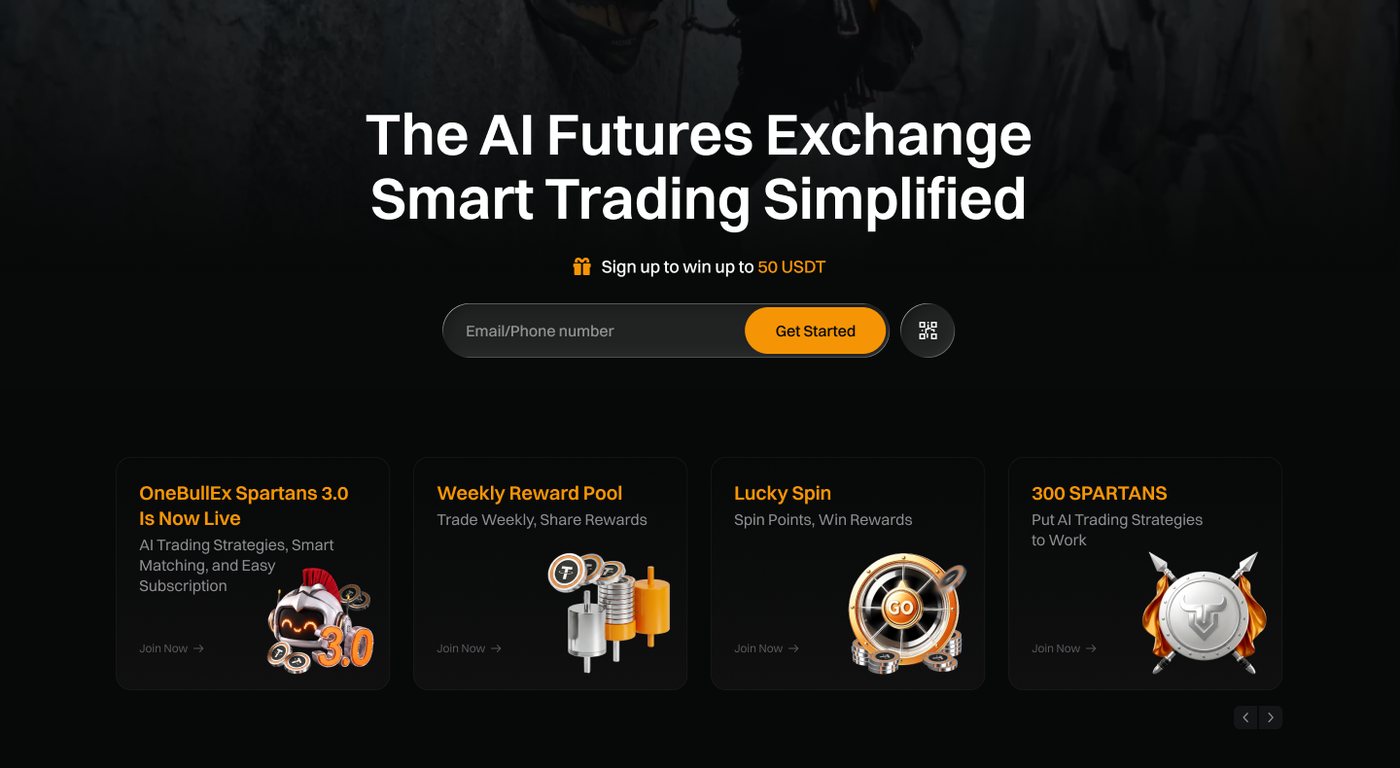 The AI Futures Exchange
Smart Trading Simplified
Sign up to win up to 50 USDT
Email/Phone number
Get Started
OneBullEx Spartans 3.0
Is Now Live
AI Trading Strategies, Smart
Matching, and Easy
Subscription
3.0
Join Now
Weekly Reward Pool
Trade Weekly, Share Rewards
Join Now
Lucky Spin
Spin Points, Win Rewards
GO
Join Now
300 SPARTANS
Put AI Trading Strategies
to Work
Join Now